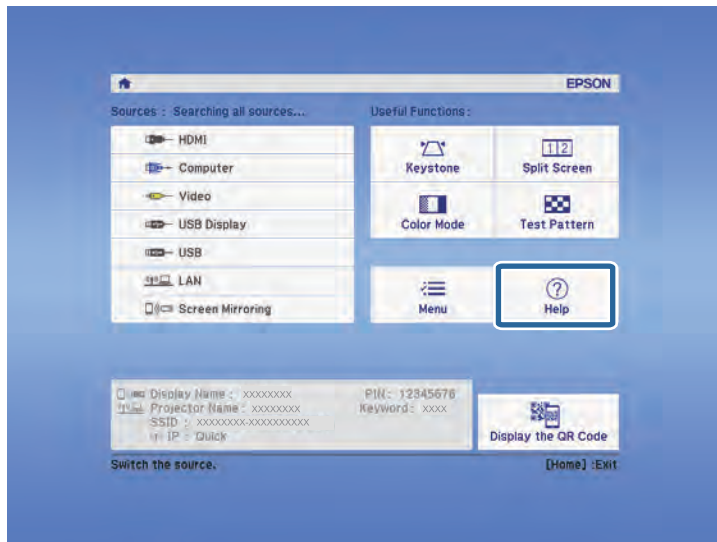 EPSON
Sources : Searching all sources...
Useful Functions :
HDMI
Computer
Video
USB Display
USB
LAN
Screen Mirroring
Keystone
Split Screen
Color Mode
Test Pattern
Menu
Help
Display Name : xxxxxxxx
PIN : 12345678
Projector Name : xxxxxxxx
Keyword : xxxx
SSID : xxxxxxxx-xxxxxxxxxx
IP : Quick
Display the QR Code
Switch the source.
[Home] :Exit